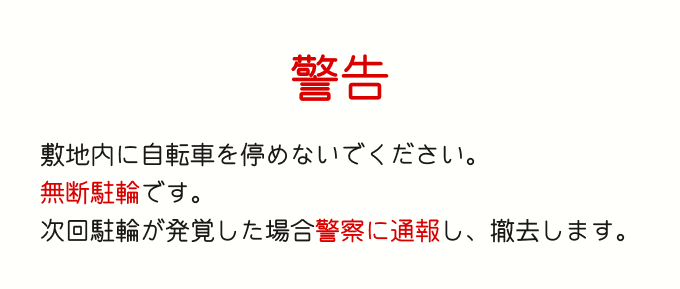 警告
敷地内に自転車を停めないでください。
無断駐輪です。
次回駐輪が発覚した場合警察に通報し、撤去します。